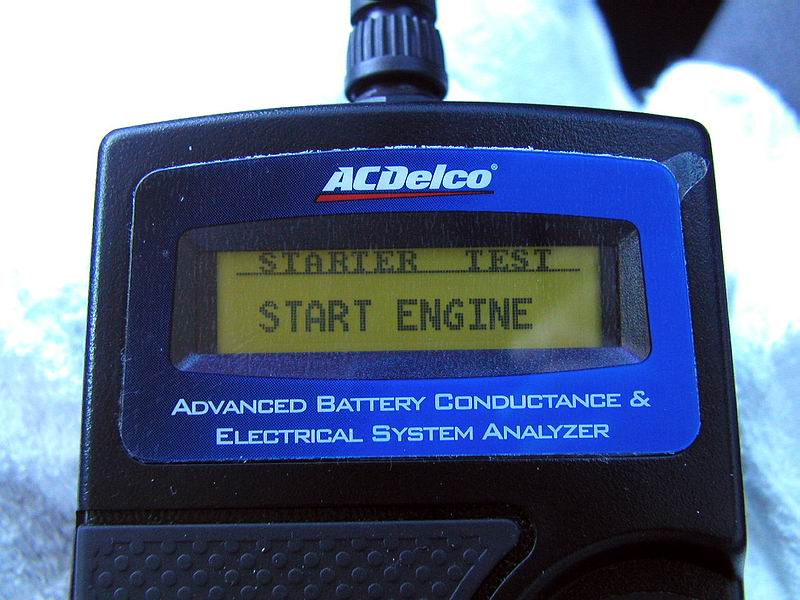 ACDelco®
STARTER TEST
START ENGINE
ADVANCED BATTERY CONDUCTANCE &
ELECTRICAL SYSTEM ANALYZER